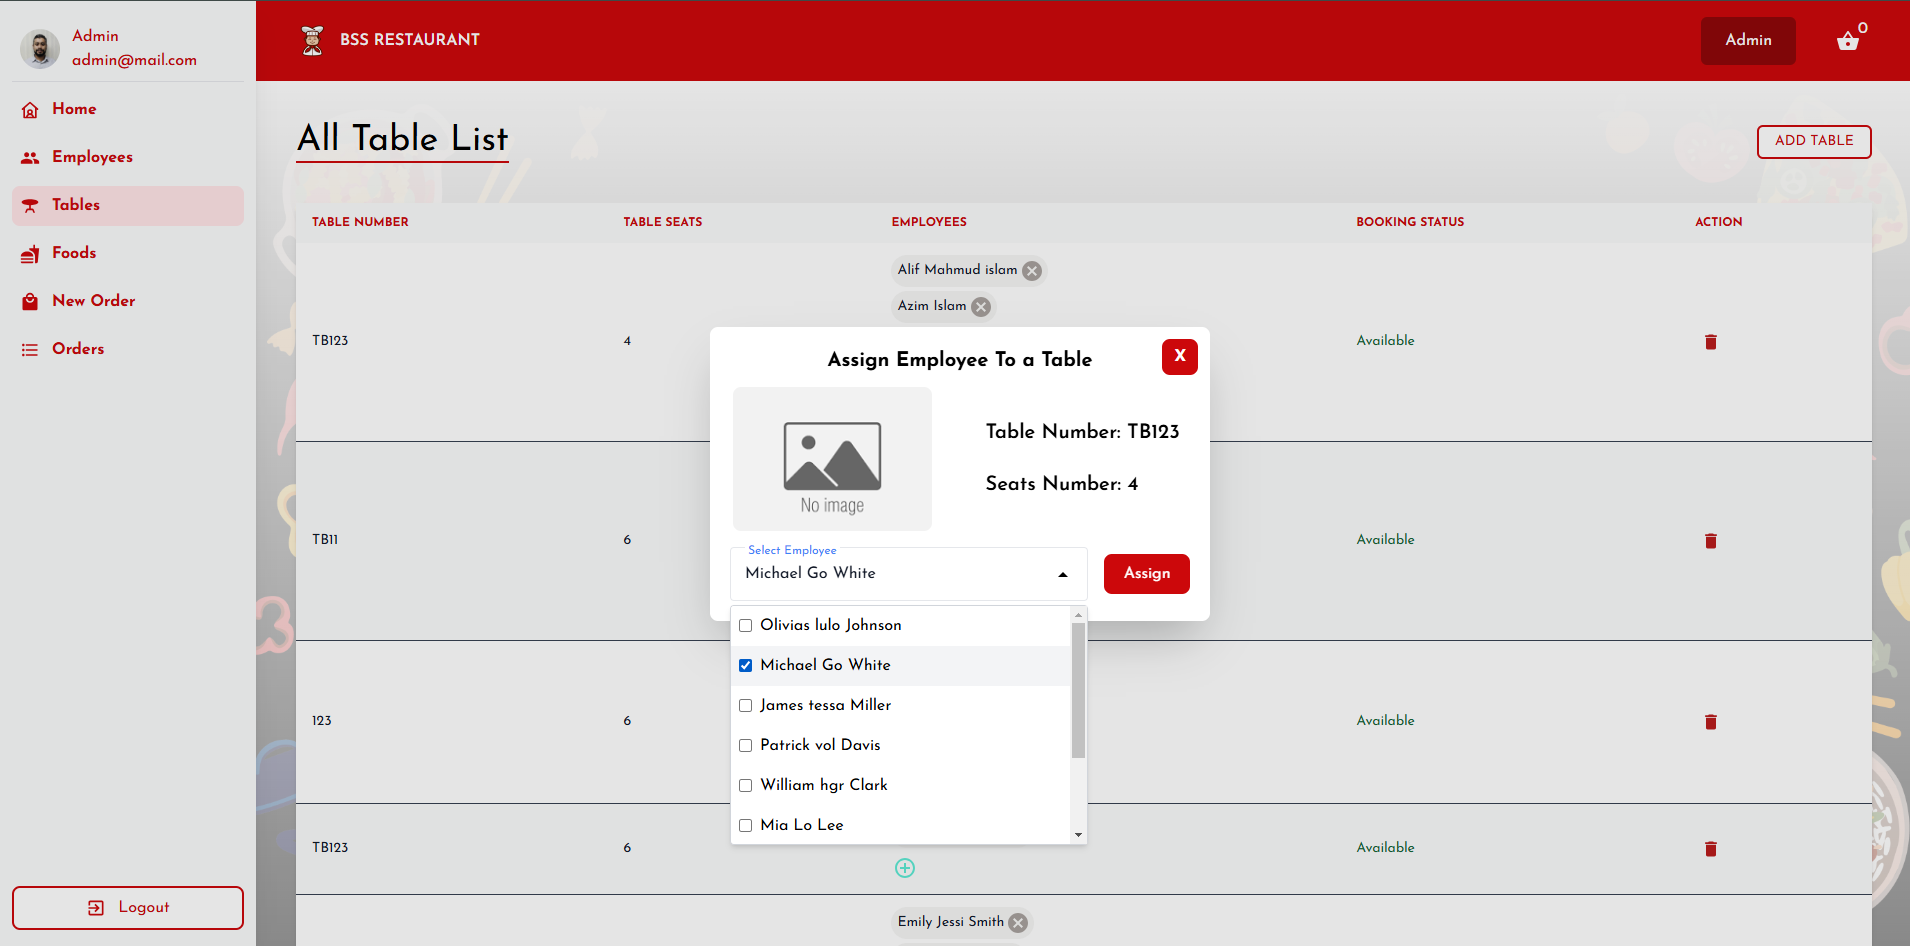 Admin
admin@mail.com
Home
Employees
Tables
Foods
New Order
Orders
Logout
BSS RESTAURANT
Admin
0
All Table List
ADD TABLE
TABLE NUMBER TABLE SEATS EMPLOYEES BOOKING STATUS ACTION
Alif Mahmud islam
Azim Islam
TB123 4 Available
TB11 6 Available
123 6 Available
TB123 6 Available
Emily Jessi Smith
Assign Employee To a Table
X
No image
Table Number: TB123
Seats Number: 4
Select Employee
Michael Go White
Assign
Olivias lulo Johnson
Michael Go White
James tessa Miller
Patrick vol Davis
William hgr Clark
Mia Lo Lee